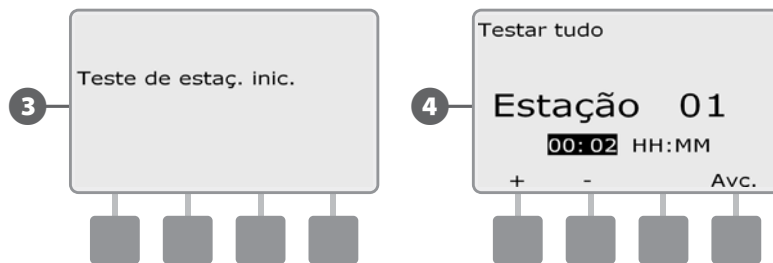 3
Teste de estaç. inic.
4
Testar tudo
Estação 01
00:02 HH:MM
+ - Avc.